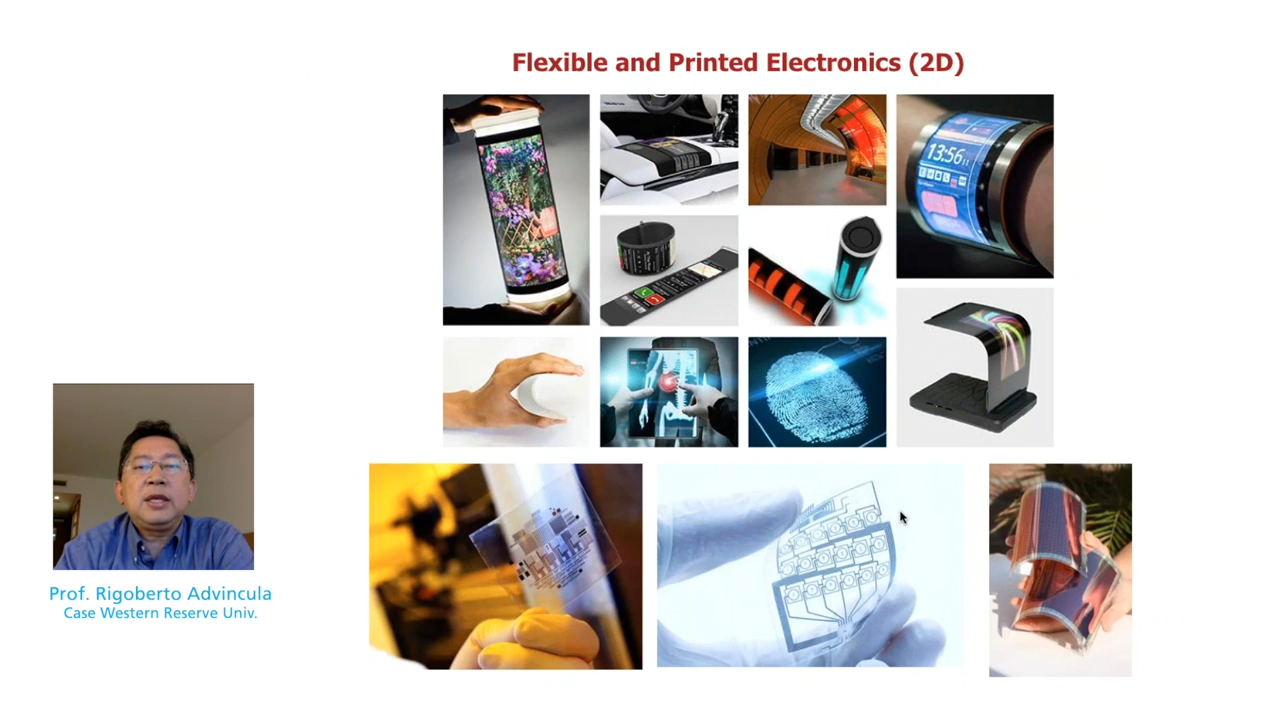 Flexible and Printed Electronics (2D)
13:56
Prof. Rigoberto Advincula
Case Western Reserve Univ.